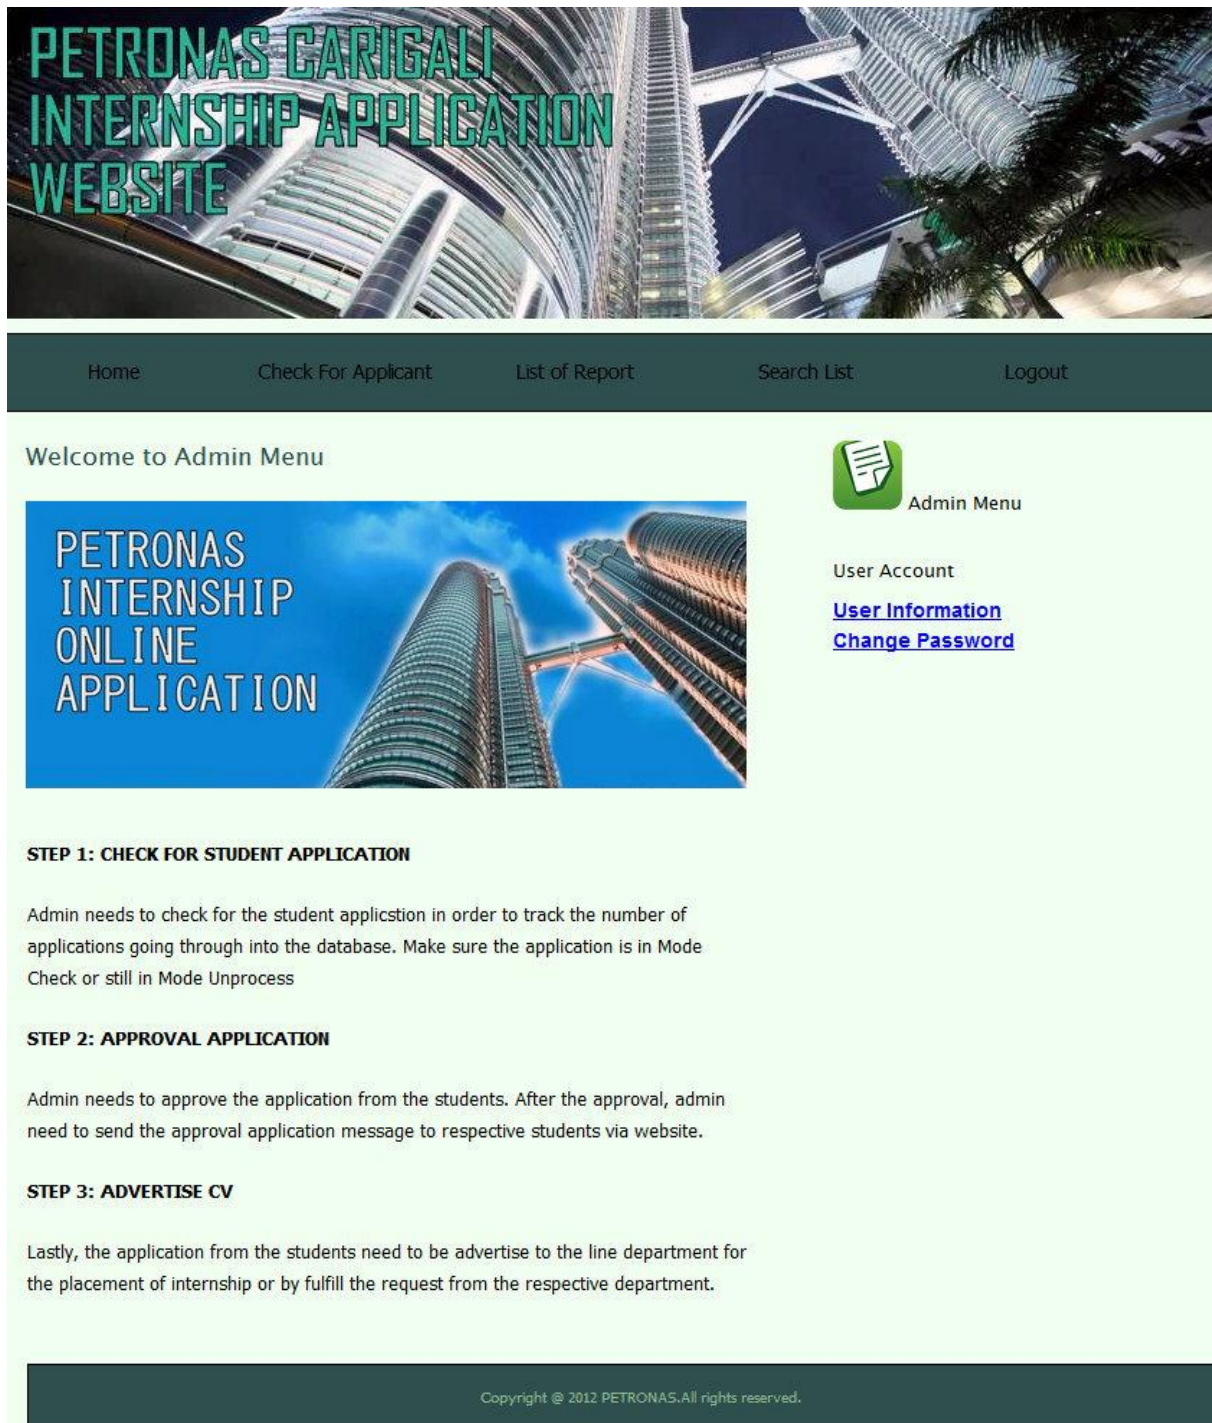 PETRONAS CARIGALI
INTERNSHIP APPLICATION
WEBSITE
Home Check For Applicant List of Report Search List Logout
Welcome to Admin Menu
PETRONAS
INTERNSHIP
ONLINE
APPLICATION
Admin Menu
User Account
User Information
Change Password
STEP 1: CHECK FOR STUDENT APPLICATION
Admin needs to check for the student applicstion in order to track the number of
applications going through into the database. Make sure the application is in Mode
Check or still in Mode Unprocess
STEP 2: APPROVAL APPLICATION
Admin needs to approve the application from the students. After the approval, admin
need to send the approval application message to respective students via website.
STEP 3: ADVERTISE CV
Lastly, the application from the students need to be advertise to the line department for
the placement of internship or by fulfill the request from the respective department.
Copyright @ 2012 PETRONAS.All rights reserved.